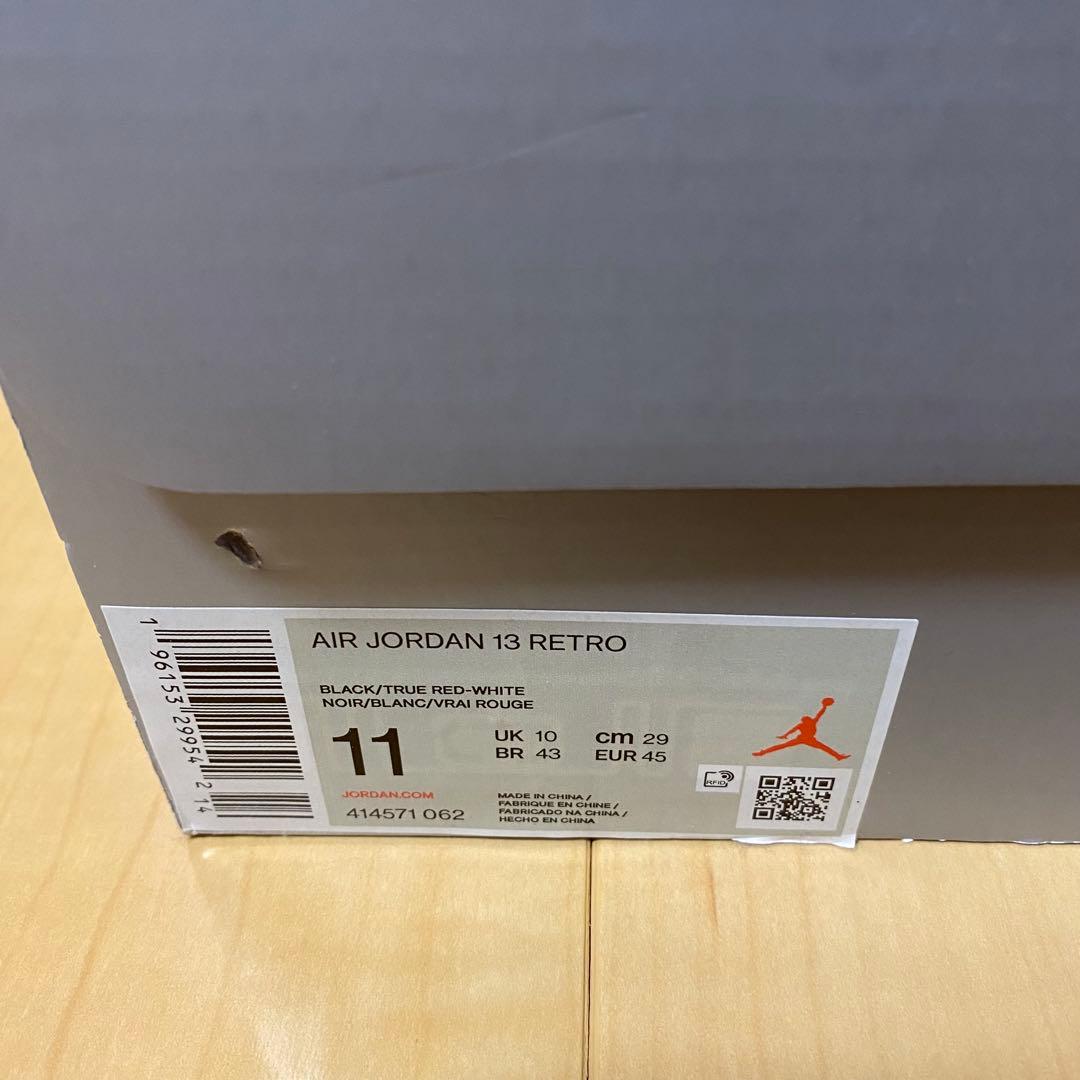 AIR JORDAN 13 RETRO
BLACK/TRUE RED-WHITE
NOIR/BLANC/VRAI ROUGE
11
UK 10 cm 29
BR 43 EUR 45
RFID
JORDAN.COM
414571 062
MADE IN CHINA /
FABRIQUE EN CHINE /
FABRICADO NA CHINA /
HECHO EN CHINA
1 96153 29954 2 14